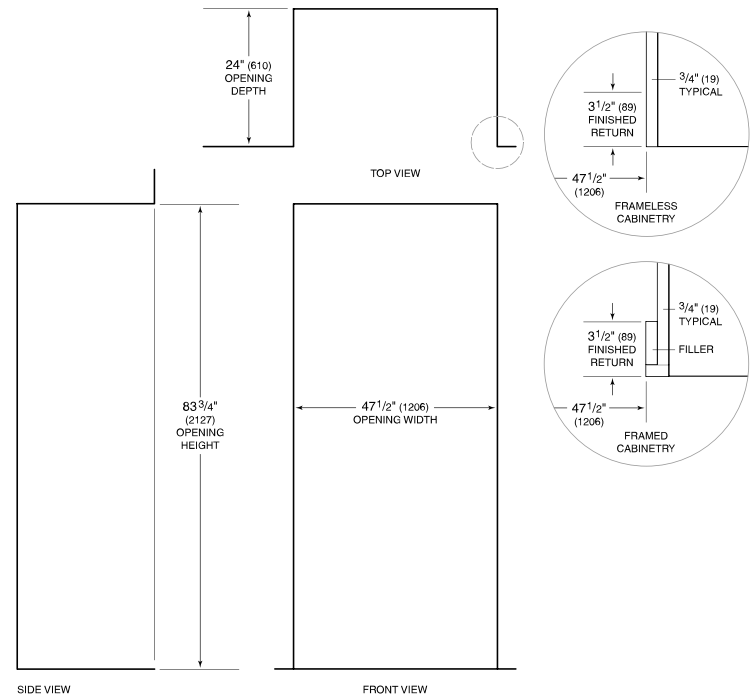 24" (610)
OPENING
DEPTH
TOP VIEW
3/4" (19)
TYPICAL
3 1/2" (89)
FINISHED
RETURN
47 1/2"
(1206)
FRAMELESS
CABINETRY
3/4" (19)
TYPICAL
3 1/2" (89)
FINISHED
RETURN
FILLER
47 1/2"
(1206)
FRAMED
CABINETRY
83 3/4"
(2127)
OPENING
HEIGHT
47 1/2" (1206)
OPENING WIDTH
SIDE VIEW
FRONT VIEW